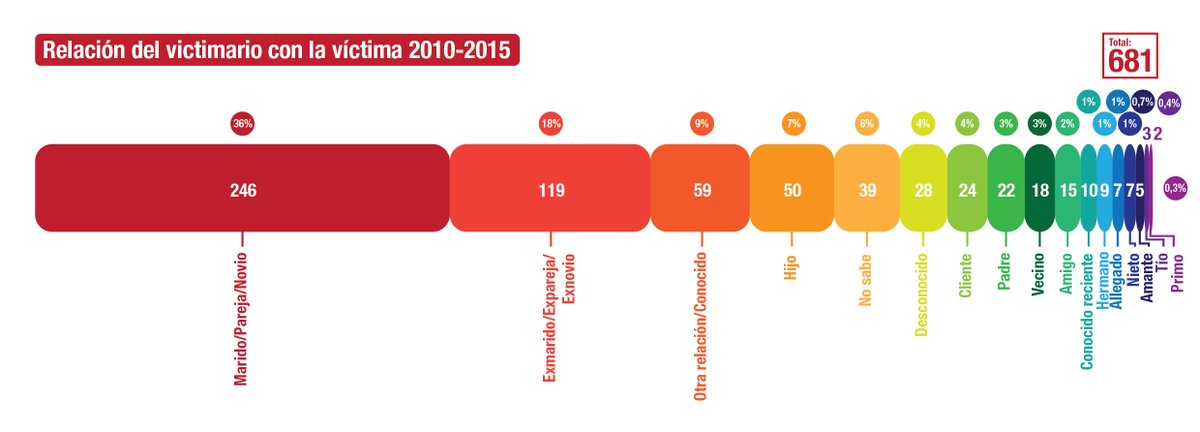 Relación del victimario con la víctima 2010-2015
Total:
681
36%
18%
9%
7%
6%
4%
4%
3%
3%
2%
1%
1%
1%
1%
0,7%
0,4%
0,3%
246
119
59
50
39
28
24
22
18
15
10
9
7
7
5
3
2
Marido/Pareja/Novio
Exmarido/Expareja/
Exnovio
Otra relación/Conocido
Hijo
No sabe
Desconocido
Cliente
Padre
Vecino
Amigo
Conocido reciente
Hermano
Allegado
Nieto
Amante
Tío
Primo